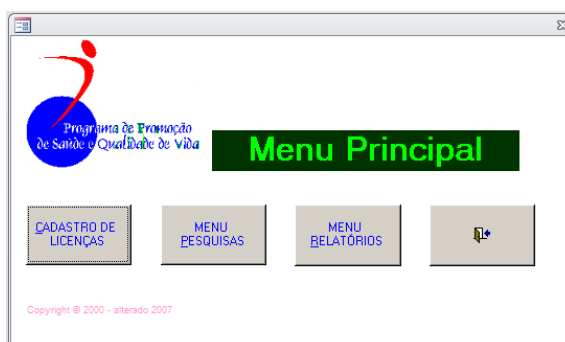 Programa de Promoção
de Saúde e Qualidade de Vida
Menu Principal
CADASTRO DE
LICENÇAS
MENU
PESQUISAS
MENU
RELATÓRIOS
Copyright © 2000 - alterado 2007